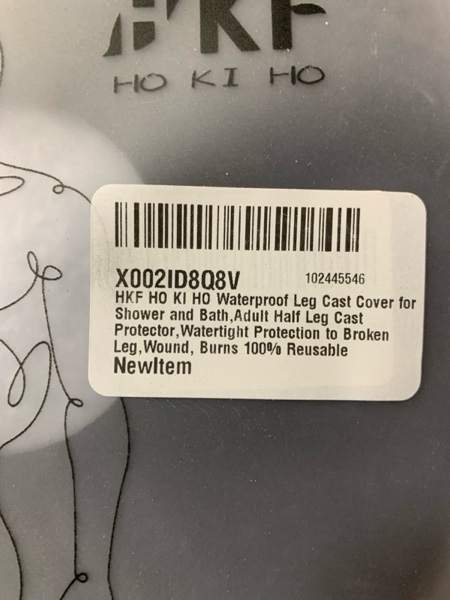 HKF
HO KI HO
X002ID8Q8V 102445546
HKF HO KI HO Waterproof Leg Cast Cover for
Shower and Bath,Adult Half Leg Cast
Protector,Watertight Protection to Broken
Leg,Wound, Burns 100% Reusable
NewItem